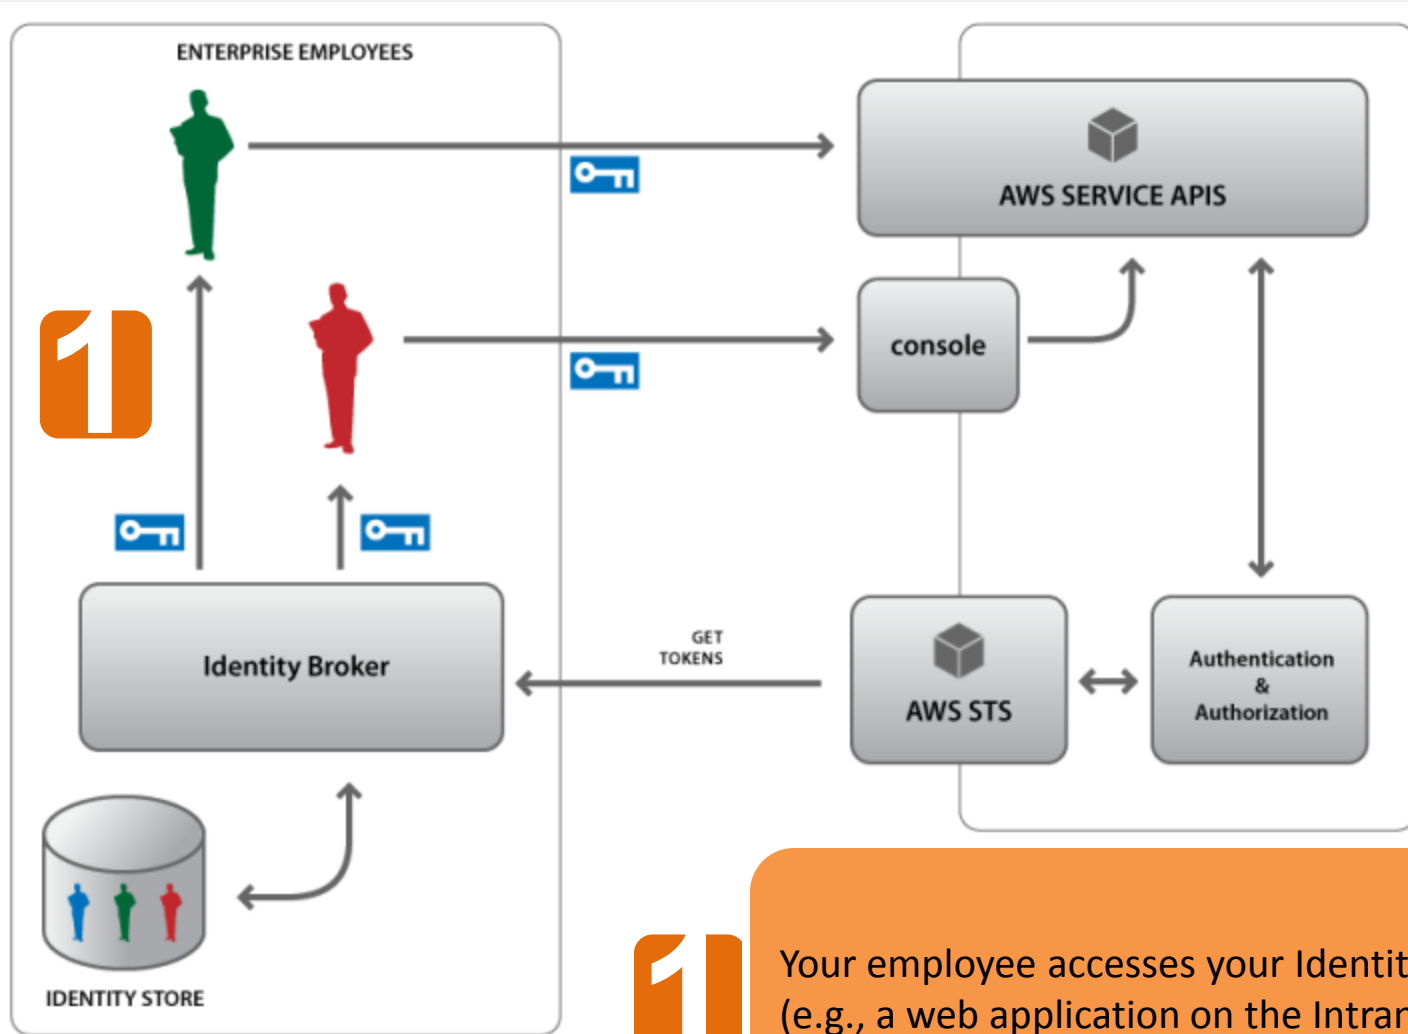 ENTERPRISE EMPLOYEES
AWS SERVICE APIS
1
console
Identity Broker
GET
TOKENS
AWS STS
Authentication
&
Authorization
IDENTITY STORE
1
Your employee accesses your Identit
(e.g., a web application on the Intran